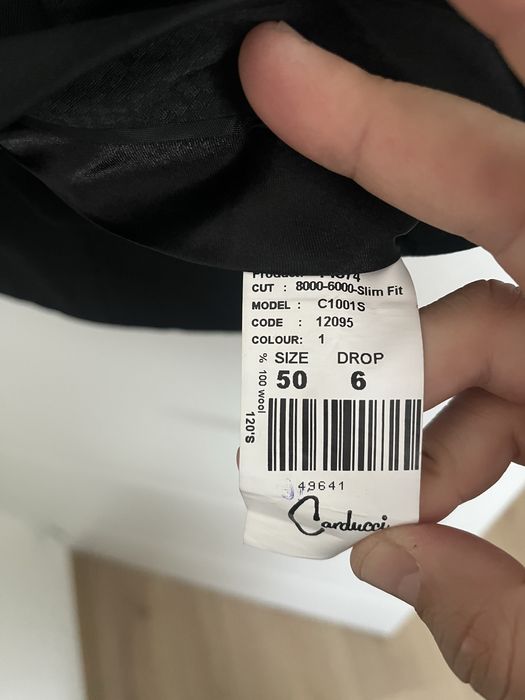 CUT : 8000-6000-Slim Fit
MODEL : C1001S
CODE : 12095
COLOUR: 1
SIZE DROP
50 6
% 100 wool
120'S
49641
Carducci